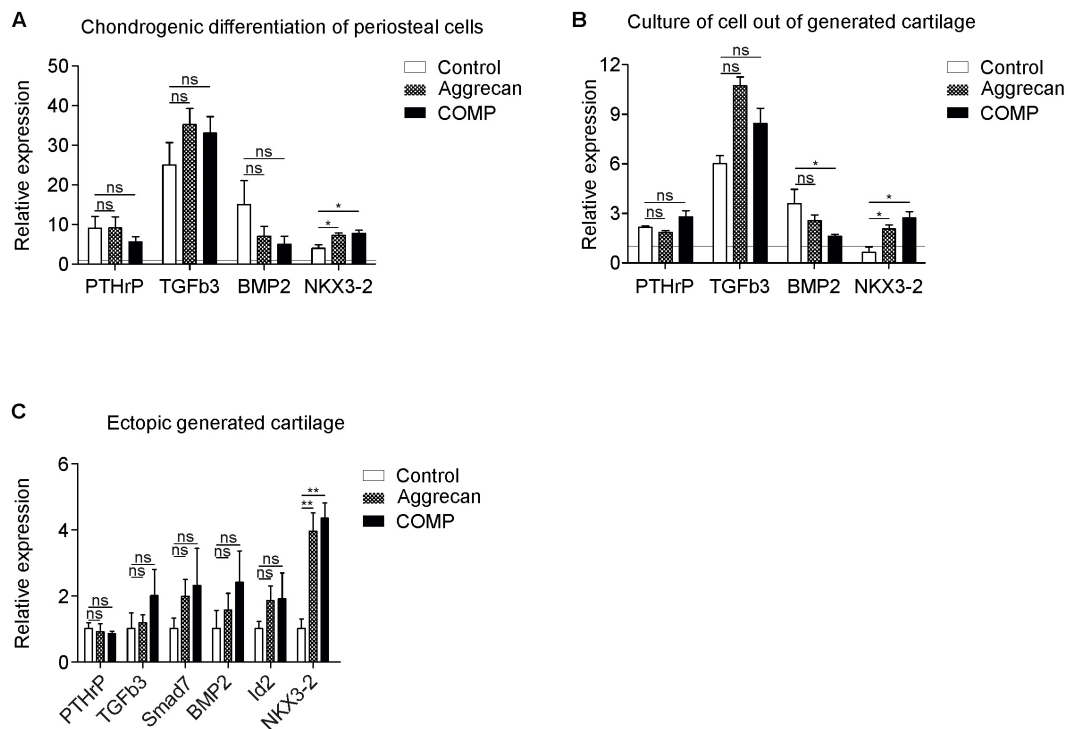 A
Chondrogenic differentiation of periosteal cells
Relative expression
50
40
30
20
10
0
ns
ns
ns
ns
ns
ns
*
*
PTHrP TGFb3 BMP2 NKX3-2
Control
Aggrecan
COMP
B
Culture of cell out of generated cartilage
Relative expression
12
9
6
3
0
ns
ns
ns
ns
*
ns
*
*
PTHrP TGFb3 BMP2 NKX3-2
Control
Aggrecan
COMP
C
Ectopic generated cartilage
Relative expression
6
4
2
0
ns
ns
ns
ns
ns
ns
ns
ns
ns
ns
**
**
PTHrP TGFb3 Smad7 BMP2 Id2 NKX3-2
Control
Aggrecan
COMP